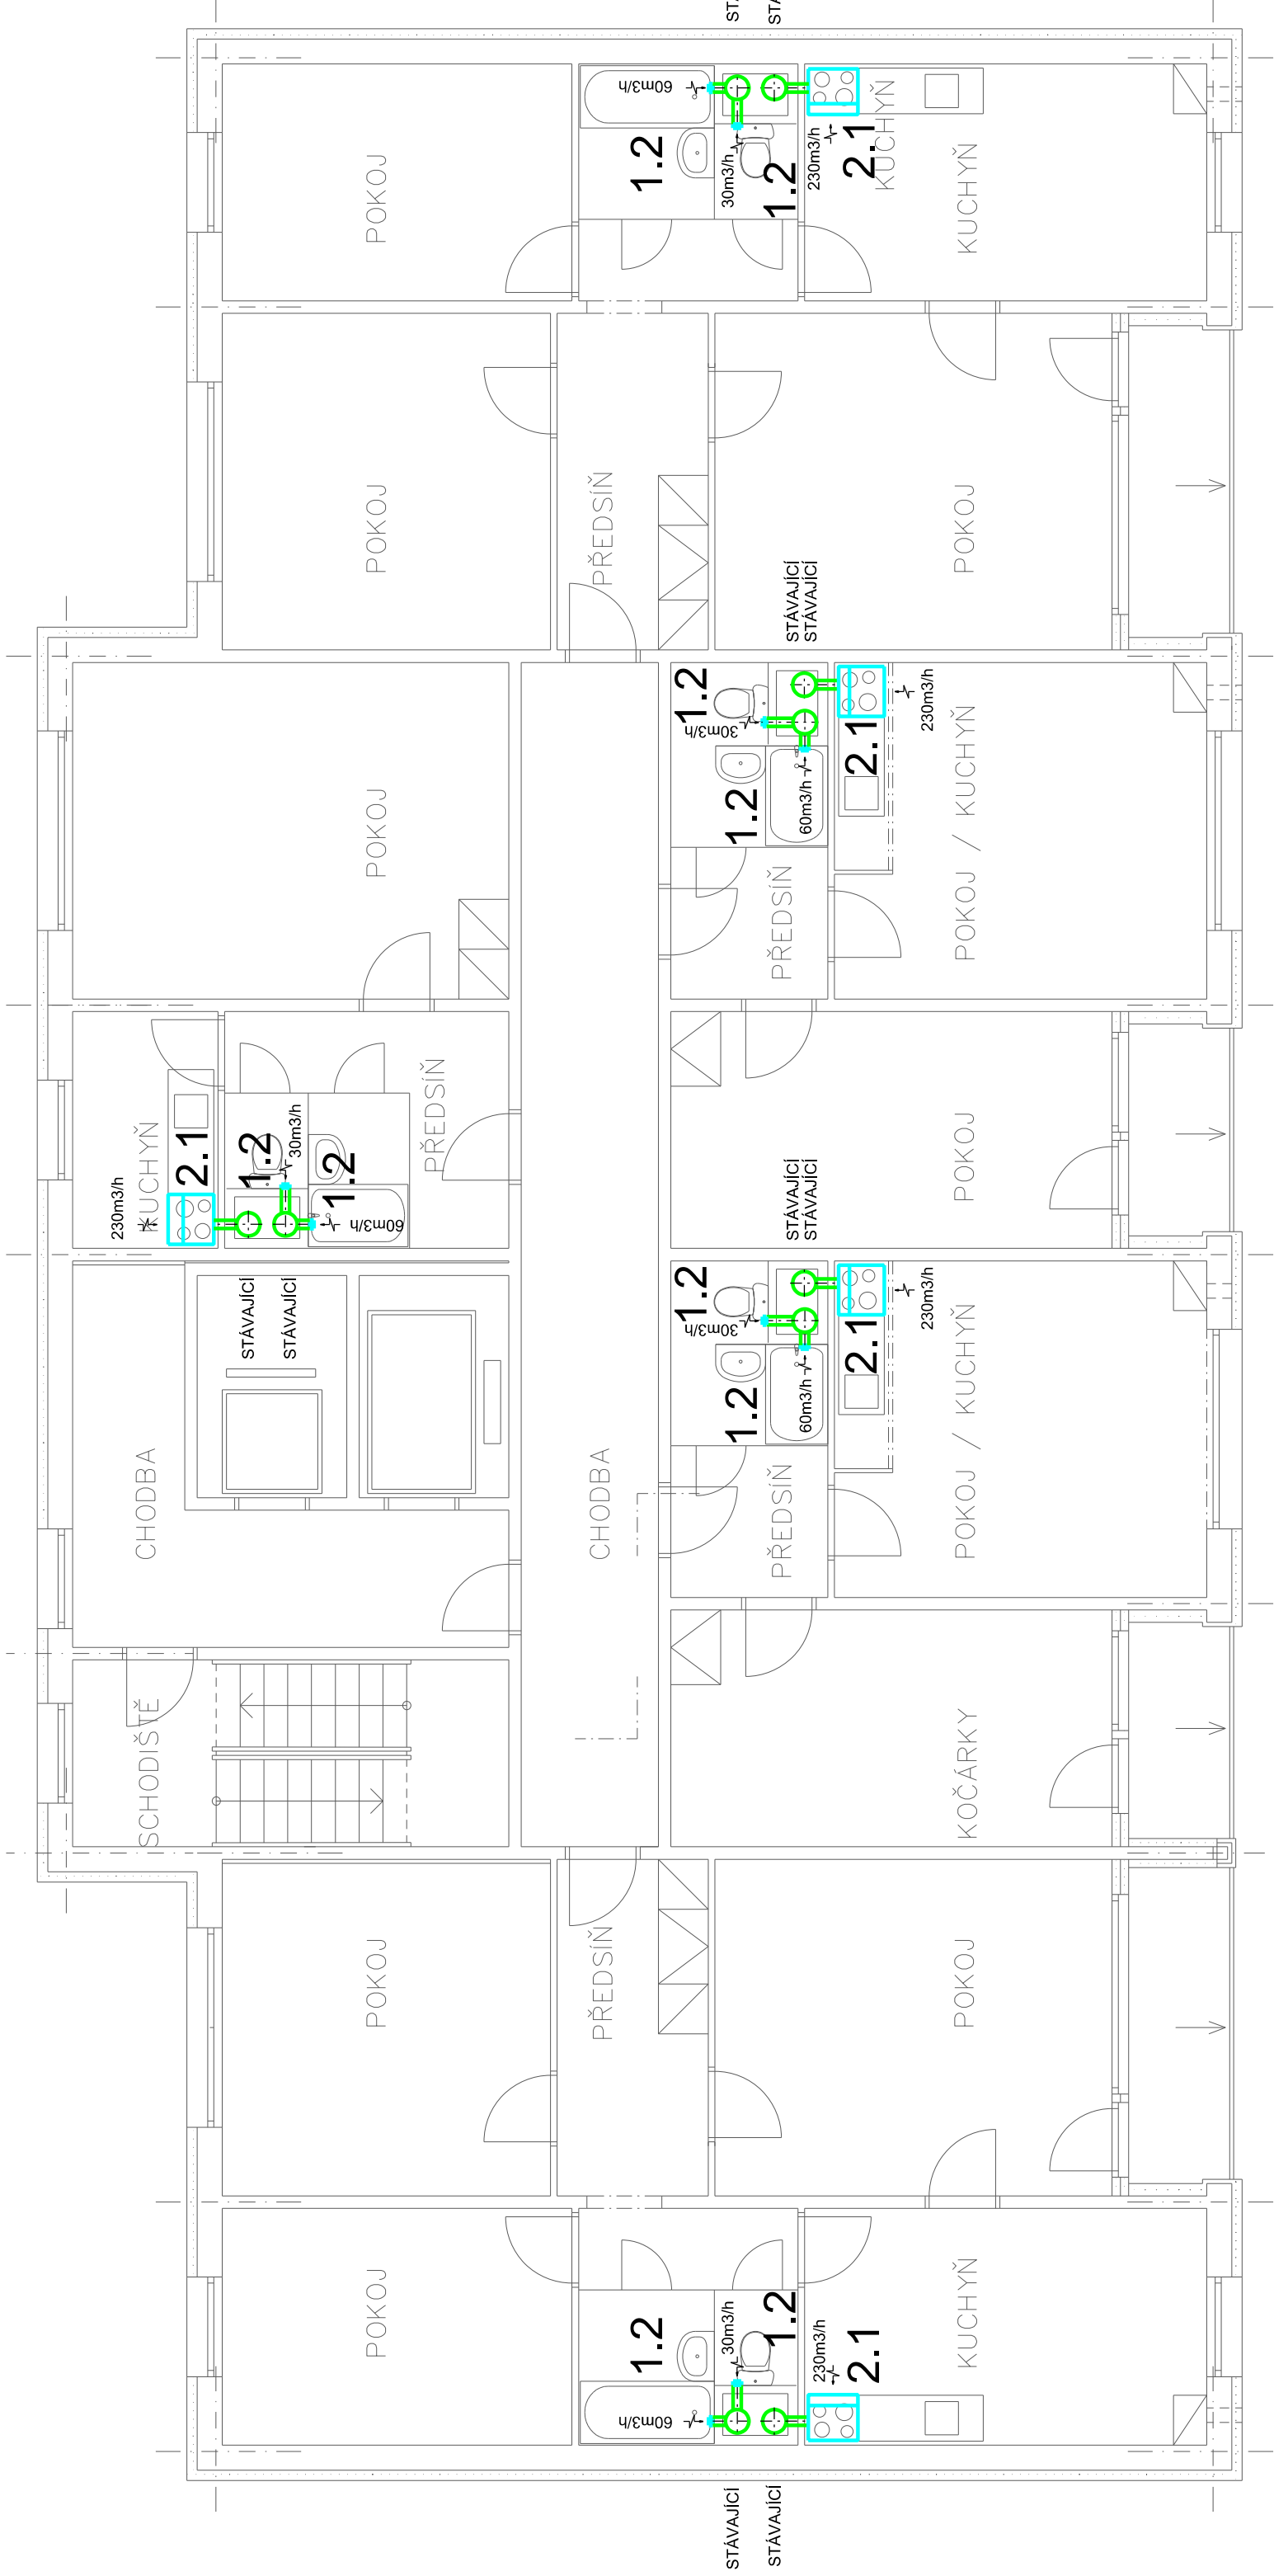 STÁ
STÁ
60m3/h
1.2
30m3/h
1.2
230m3/h
2.1
KUCHYŇ
KUCHYŇ
POKOJ
POKOJ
PŘEDSÍŇ
POKOJ
STÁVAJÍCÍ
STÁVAJÍCÍ
POKOJ
1.2
30m3/h
1.2
60m3/h
2.1
230m3/h
PŘEDSÍŇ
POKOJ / KUCHYŇ
KUCHYŇ
230m3/h
2.1
1.2
30m3/h
1.2
60m3/h
PŘEDSÍŇ
POKOJ
STÁVAJÍCÍ
STÁVAJÍCÍ
STÁVAJÍCÍ
STÁVAJÍCÍ
1.2
30m3/h
1.2
60m3/h
2.1
230m3/h
CHODBA
CHODBA
PŘEDSÍŇ
POKOJ / KUCHYŇ
SCHODIŠTĚ
KOČÁRKY
POKOJ
PŘEDSÍŇ
POKOJ
POKOJ
1.2
60m3/h
30m3/h
1.2
230m3/h
2.1
KUCHYŇ
STÁVAJÍCÍ
STÁVAJÍCÍ